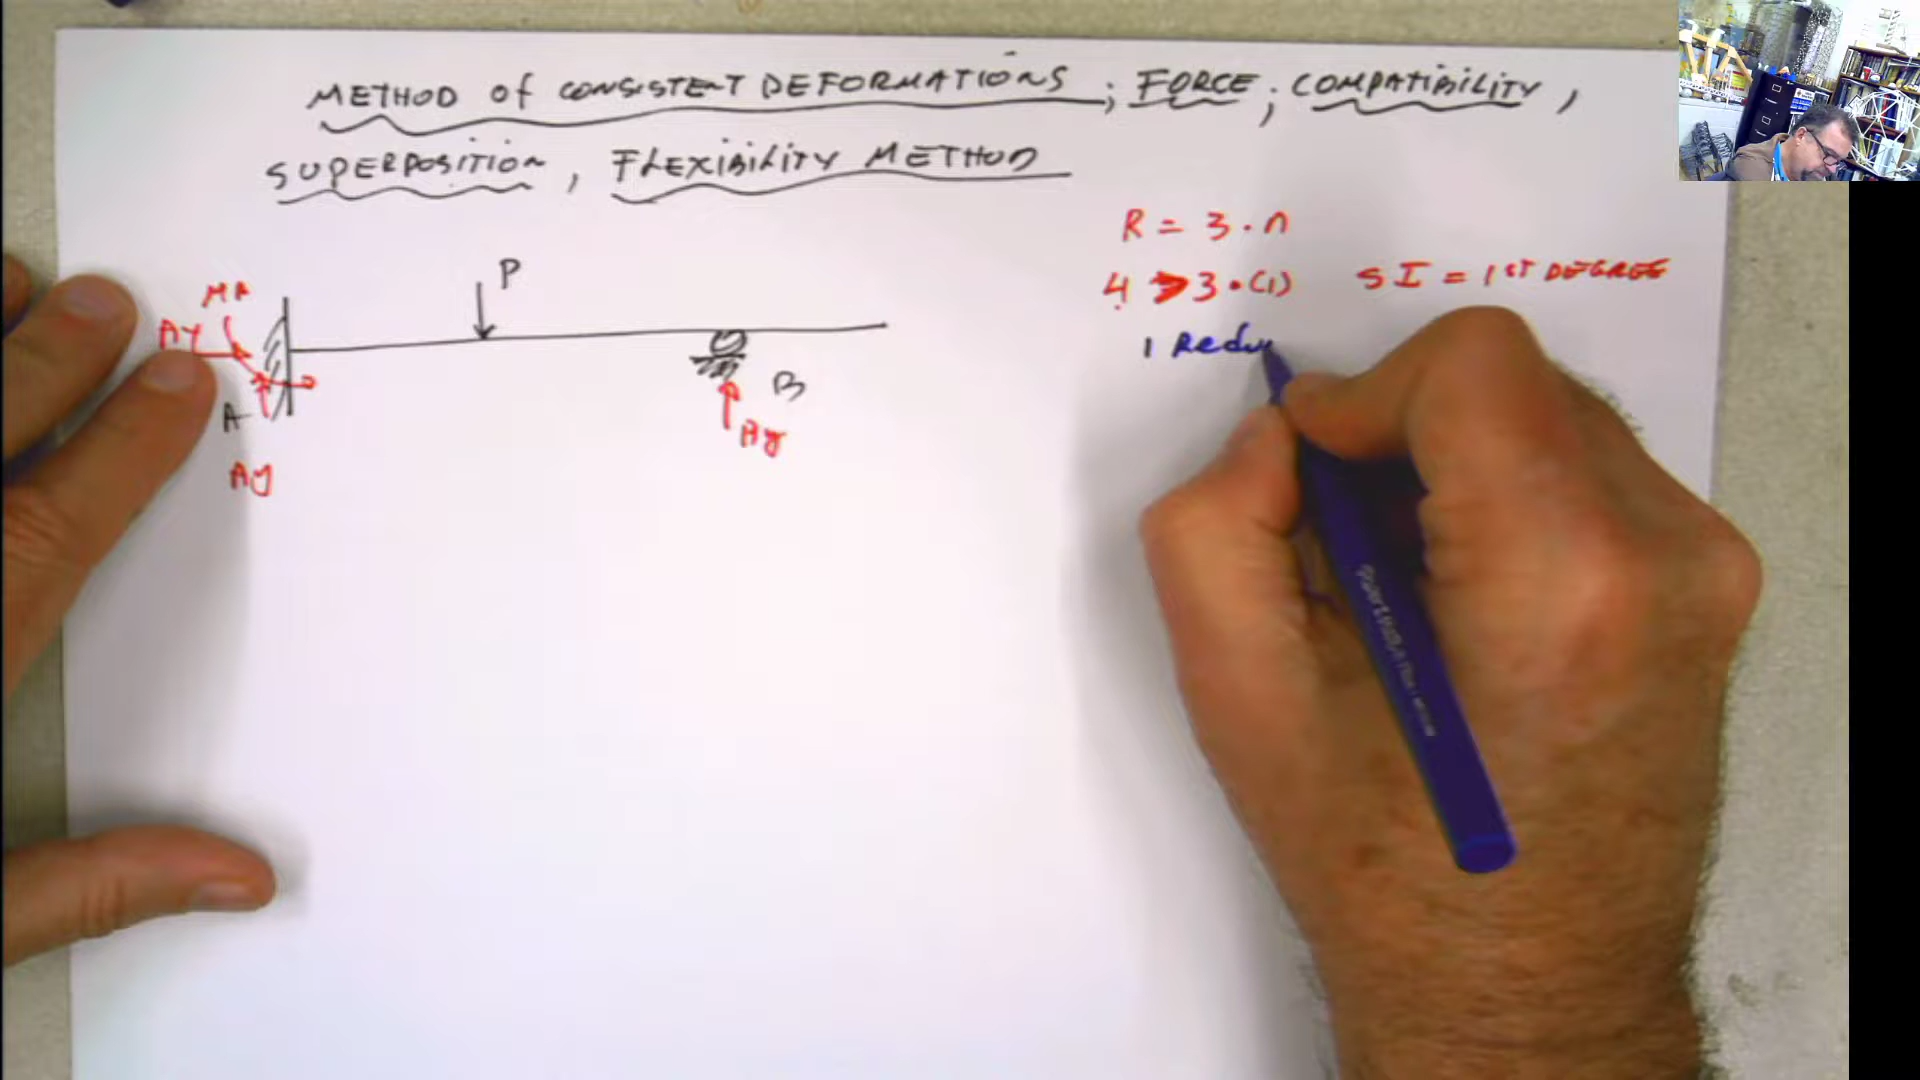 METHOD of CONSISTENT DEFORMATIONS ; FORCE ; COMPATIBILITY ,
SUPERPOSITION , FLEXIBILITY METHOD
R = 3 . n
4 > 3 • (1) SI = 1ST DEGREE
1 Redu
P
MA
AY
A
B
Ay